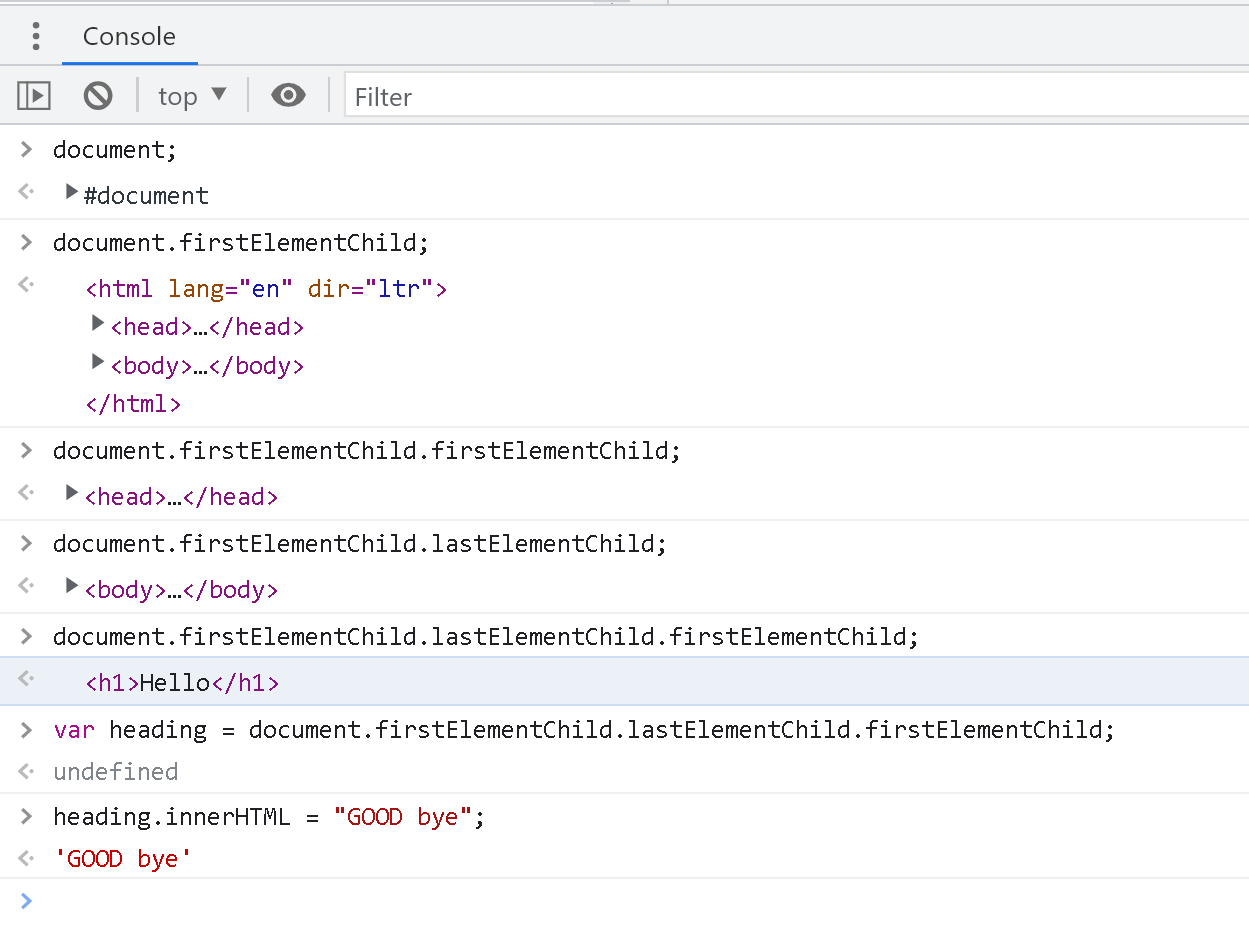 Console
top Filter
document;
#document
document.firstElementChild;
<html lang="en" dir="ltr">
<head>…</head>
<body>…</body>
</html>
document.firstElementChild.firstElementChild;
<head>…</head>
document.firstElementChild.lastElementChild;
<body>…</body>
document.firstElementChild.lastElementChild.firstElementChild;
<h1>Hello</h1>
var heading = document.firstElementChild.lastElementChild.firstElementChild;
undefined
heading.innerHTML = "GOOD bye";
'GOOD bye'